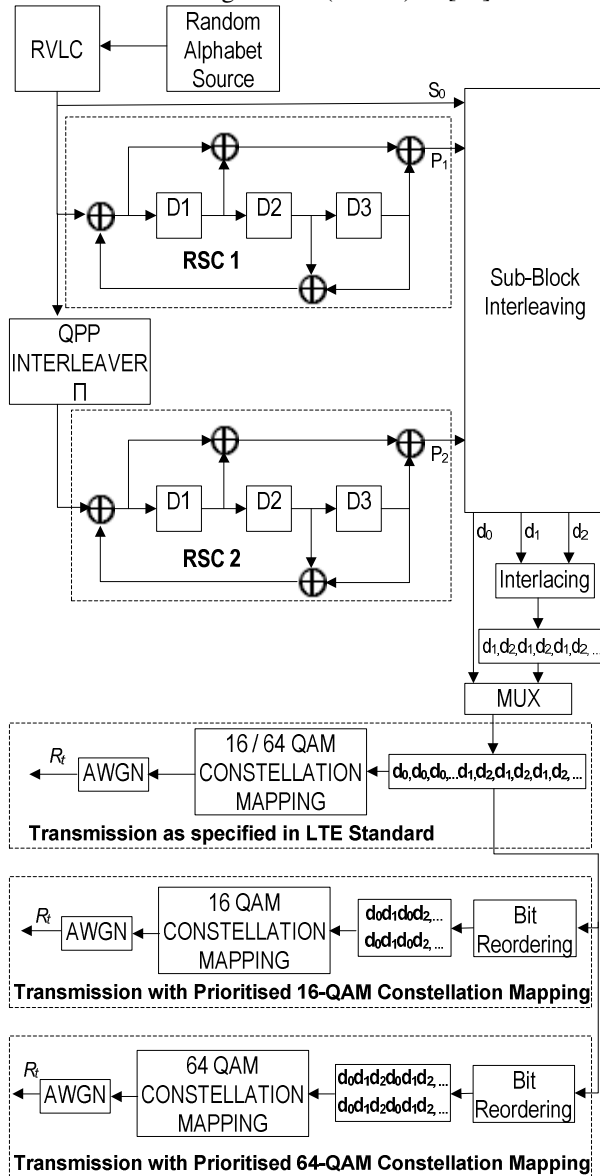 RVLC
Random
Alphabet
Source
S₀
P₁
D1
D2
D3
RSC 1
Sub-Block
Interleaving
QPP
INTERLEAVER
Π
P₂
D1
D2
D3
RSC 2
d₀
d₁
d₂
Interlacing
d₁,d₂,d₁,d₂,d₁,d₂, ...
MUX
Rₜ
AWGN
16 / 64 QAM
CONSTELLATION
MAPPING
d₀,d₀,d₀,...d₁,d₂,d₁,d₂,d₁,d₂, ...
Transmission as specified in LTE Standard
Rₜ
AWGN
16 QAM
CONSTELLATION
MAPPING
d₀d₁d₀d₂,...
d₀d₁d₀d₂, ...
Bit
Reordering
Transmission with Prioritised 16-QAM Constellation Mapping
Rₜ
AWGN
64 QAM
CONSTELLATION
MAPPING
d₀d₁d₂d₀d₁d₂, ...
d₀d₁d₂d₀d₁d₂, ...
Bit
Reordering
Transmission with Prioritised 64-QAM Constellation Mapping